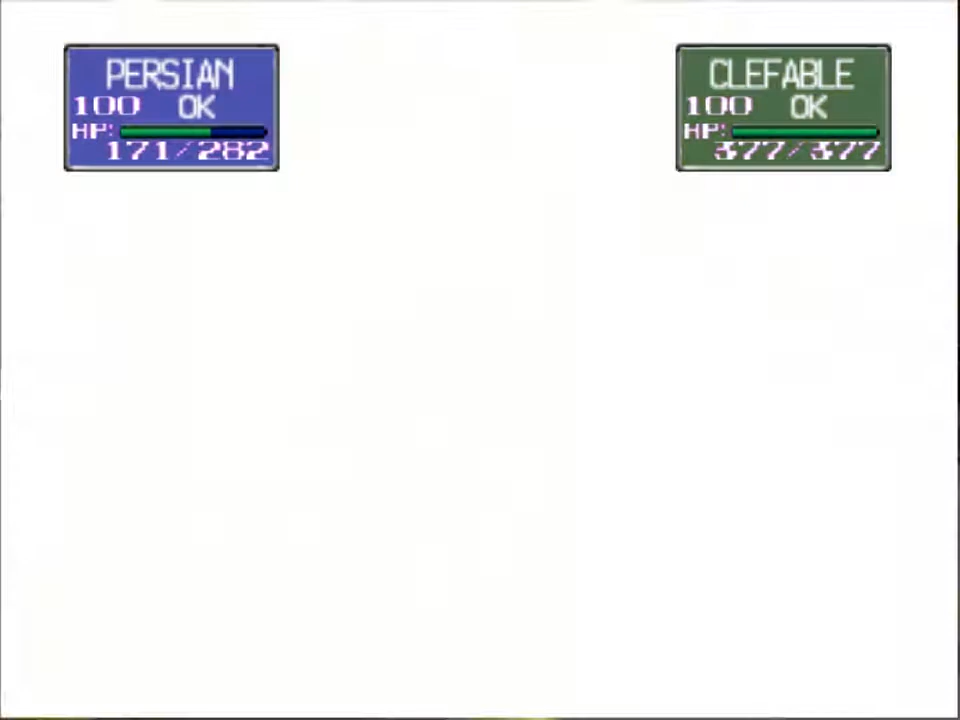 PERSIAN
100 OK
HP:
171/282
CLEFABLE
100 OK
HP:
377/377